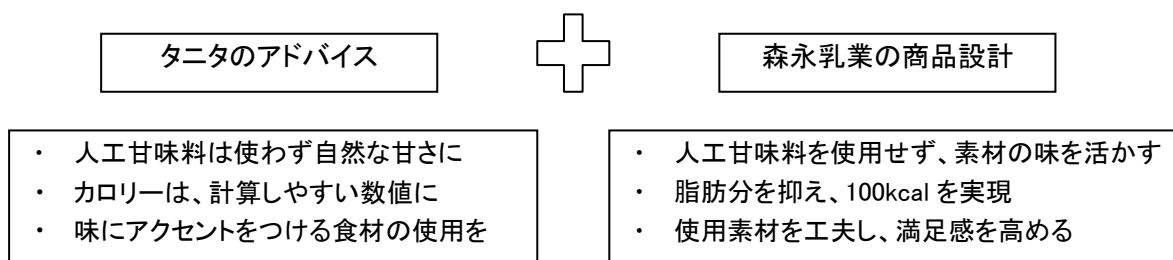 タニタのアドバイス
森永乳業の商品設計
・ 人工甘味料は使わず自然な甘さに
・ カロリーは、計算しやすい数値に
・ 味にアクセントをつける食材の使用を
・ 人工甘味料を使用せず、素材の味を活かす
・ 脂肪分を抑え、100kcal を実現
・ 使用素材を工夫し、満足感を高める